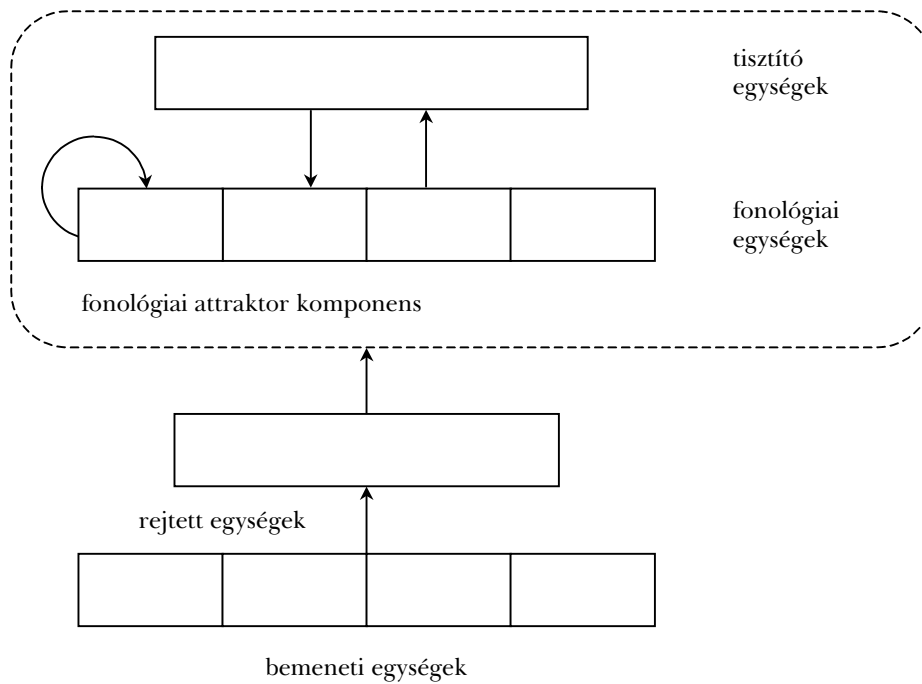 tisztító
egységek
fonológiai
egységek
fonológiai attraktor komponens
rejtett egységek
bemeneti egységek